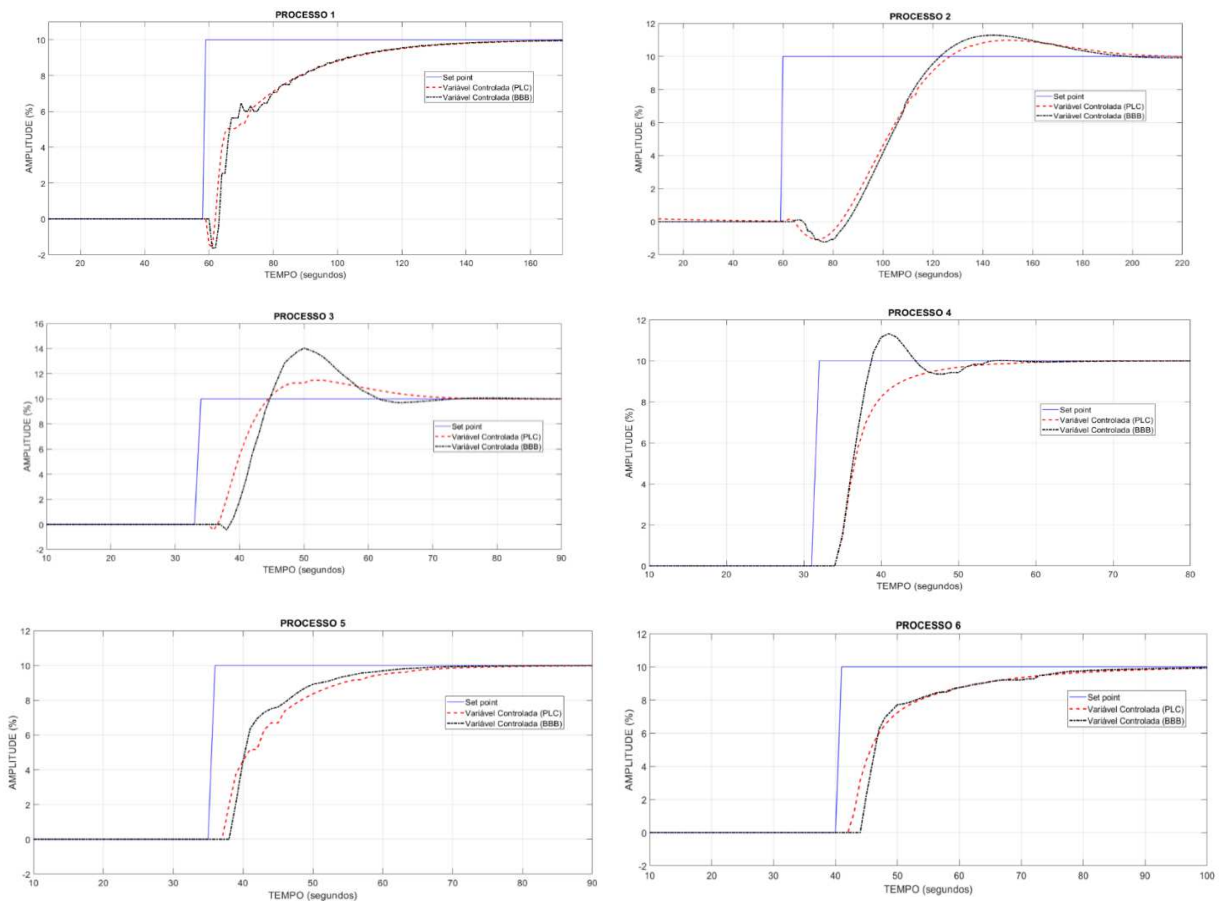 PROCESSO 1
AMPLITUDE (%)
12
10
8
6
4
2
0
-2
Set point
Variável Controlada (PLC)
Variável Controlada (BBB)
20 40 60 80 100 120 140 160
TEMPO (segundos)
PROCESSO 2
AMPLITUDE (%)
12
10
8
6
4
2
0
-2
Set point
Variável Controlada (PLC)
Variável Controlada (BBB)
20 40 60 80 100 120 140 160 180 200 220
TEMPO (segundos)
PROCESSO 3
AMPLITUDE (%)
16
14
12
10
8
6
4
2
0
-2
Set point
Variável Controlada (PLC)
Variável Controlada (BBB)
10 20 30 40 50 60 70 80 90
TEMPO (segundos)
PROCESSO 4
AMPLITUDE (%)
12
10
8
6
4
2
0
Set point
Variável Controlada (PLC)
Variável Controlada (BBB)
10 20 30 40 50 60 70 80
TEMPO (segundos)
PROCESSO 5
AMPLITUDE (%)
12
10
8
6
4
2
0
-2
Set point
Variável Controlada (PLC)
Variável Controlada (BBB)
10 20 30 40 50 60 70 80 90
TEMPO (segundos)
PROCESSO 6
AMPLITUDE (%)
12
10
8
6
4
2
0
-2
Set point
Variável Controlada (PLC)
Variável Controlada (BBB)
10 20 30 40 50 60 70 80 90 100
TEMPO (segundos)